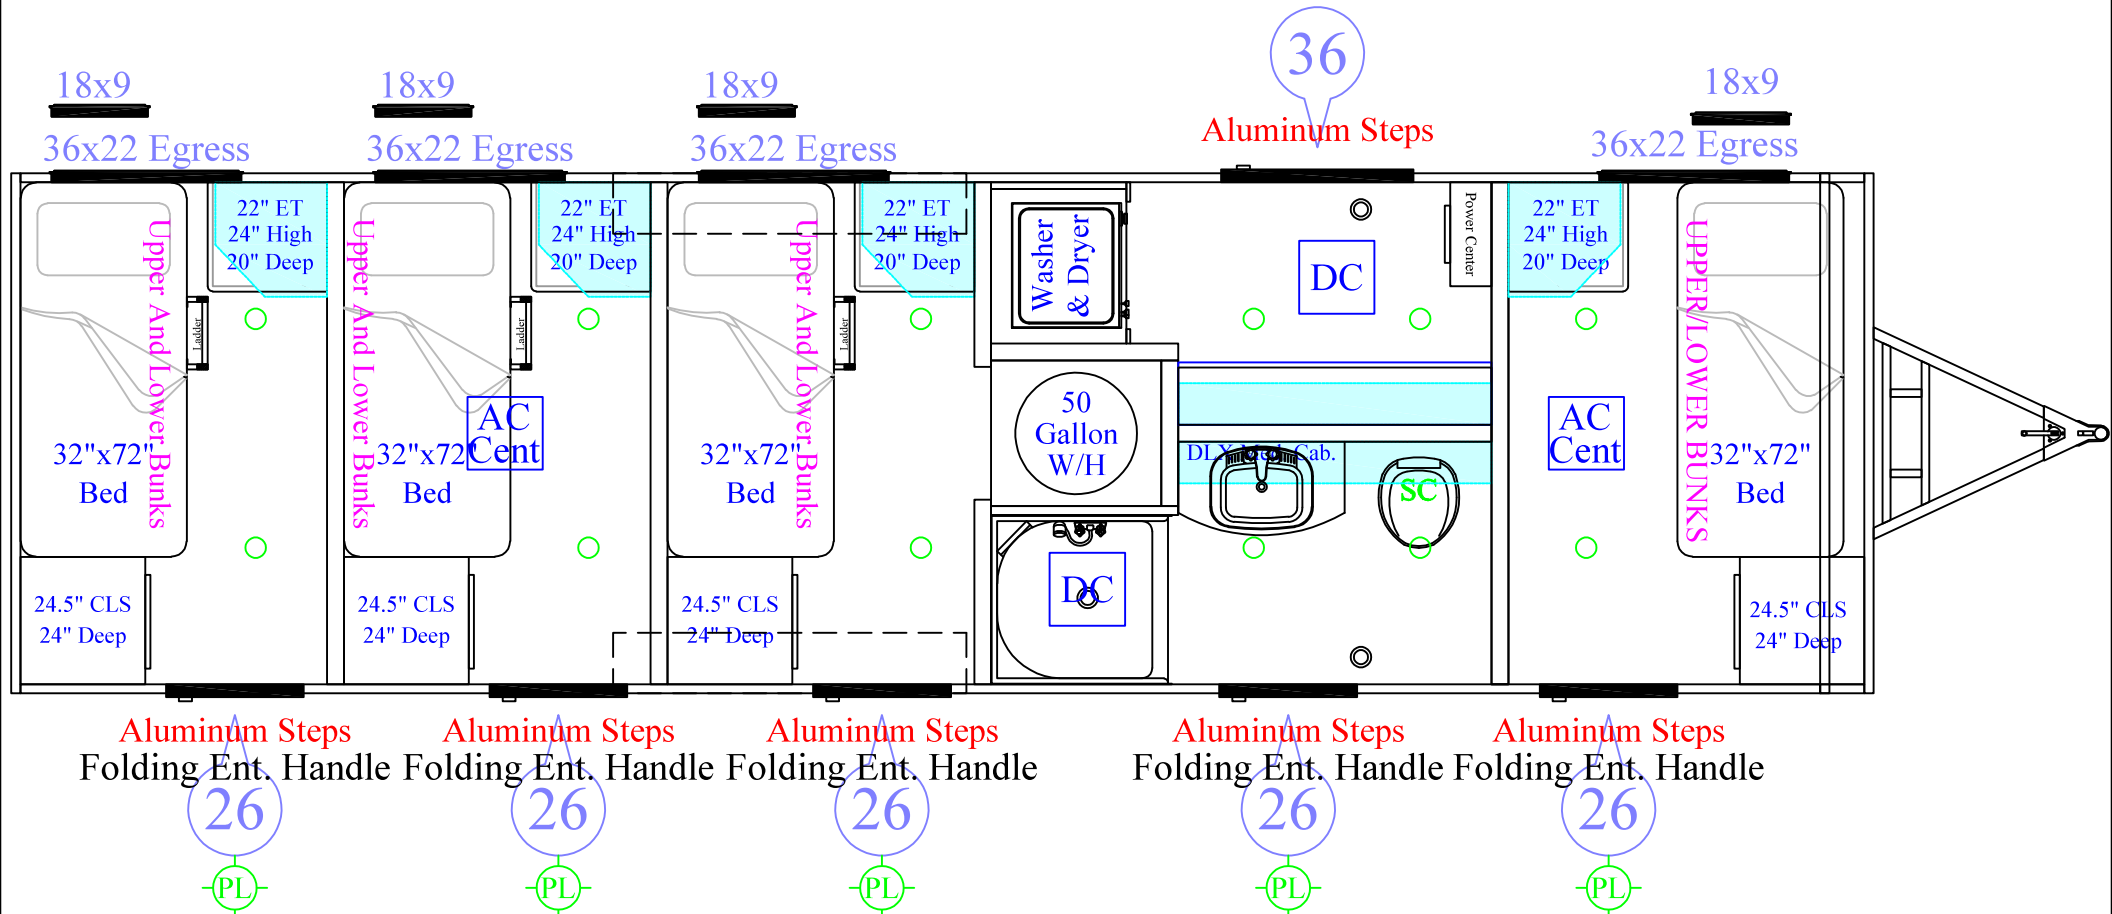 36
18x9
18x9
18x9
18x9
Aluminum Steps
36x22 Egress
36x22 Egress
36x22 Egress
36x22 Egress
22" ET
24" High
20" Deep
Upper And Lower Bunks
Ladder
32"x72"
Bed
24.5" CLS
24" Deep
22" ET
24" High
20" Deep
Upper And Lower Bunks
Ladder
AC
Cent
32"x72"
Bed
24.5" CLS
24" Deep
22" ET
24" High
20" Deep
Upper And Lower Bunks
Ladder
32"x72"
Bed
24.5" CLS
24" Deep
Washer
& Dryer
50
Gallon
W/H
DC
DC
Power Center
DLX Med. Cab.
SC
22" ET
24" High
20" Deep
AC
Cent
UPPER/LOWER BUNKS
32"x72"
Bed
24.5" CLS
24" Deep
Aluminum Steps
Aluminum Steps
Aluminum Steps
Aluminum Steps
Aluminum Steps
Folding Ent. Handle
Folding Ent. Handle
Folding Ent. Handle
Folding Ent. Handle
Folding Ent. Handle
26
26
26
26
26
PL
PL
PL
PL
PL